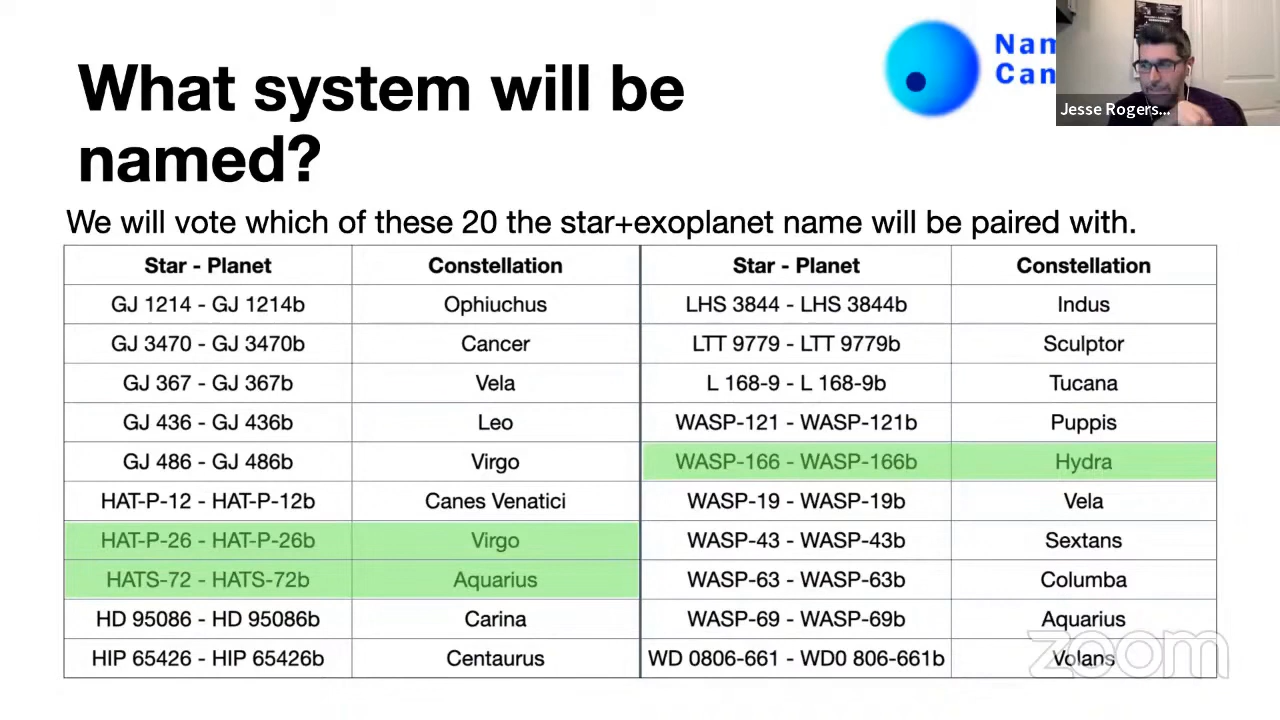 What system will be
named?
Nam
Can
Jesse Rogers...
We will vote which of these 20 the star+exoplanet name will be paired with.
Star - Planet Constellation Star - Planet Constellation
GJ 1214 - GJ 1214b Ophiuchus LHS 3844 - LHS 3844b Indus
GJ 3470 - GJ 3470b Cancer LTT 9779 - LTT 9779b Sculptor
GJ 367 - GJ 367b Vela L 168-9 - L 168-9b Tucana
GJ 436 - GJ 436b Leo WASP-121 - WASP-121b Puppis
GJ 486 - GJ 486b Virgo WASP-166 - WASP-166b Hydra
HAT-P-12 - HAT-P-12b Canes Venatici WASP-19 - WASP-19b Vela
HAT-P-26 - HAT-P-26b Virgo WASP-43 - WASP-43b Sextans
HATS-72 - HATS-72b Aquarius WASP-63 - WASP-63b Columba
HD 95086 - HD 95086b Carina WASP-69 - WASP-69b Aquarius
HIP 65426 - HIP 65426b Centaurus WD 0806-661 - WD0 806-661b Volans
zoom